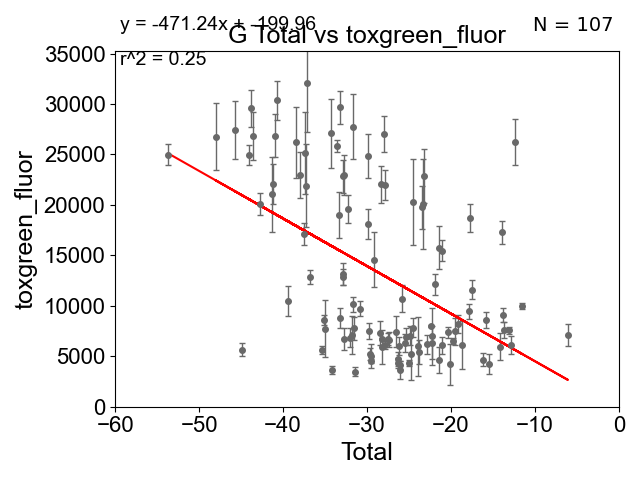 y = -471.24x + -199.96
G Total vs toxgreen_fluor
N = 107
r^2 = 0.25
35000
30000
25000
20000
15000
10000
5000
0
toxgreen_fluor
−60
−50
−40
−30
−20
−10
0
Total